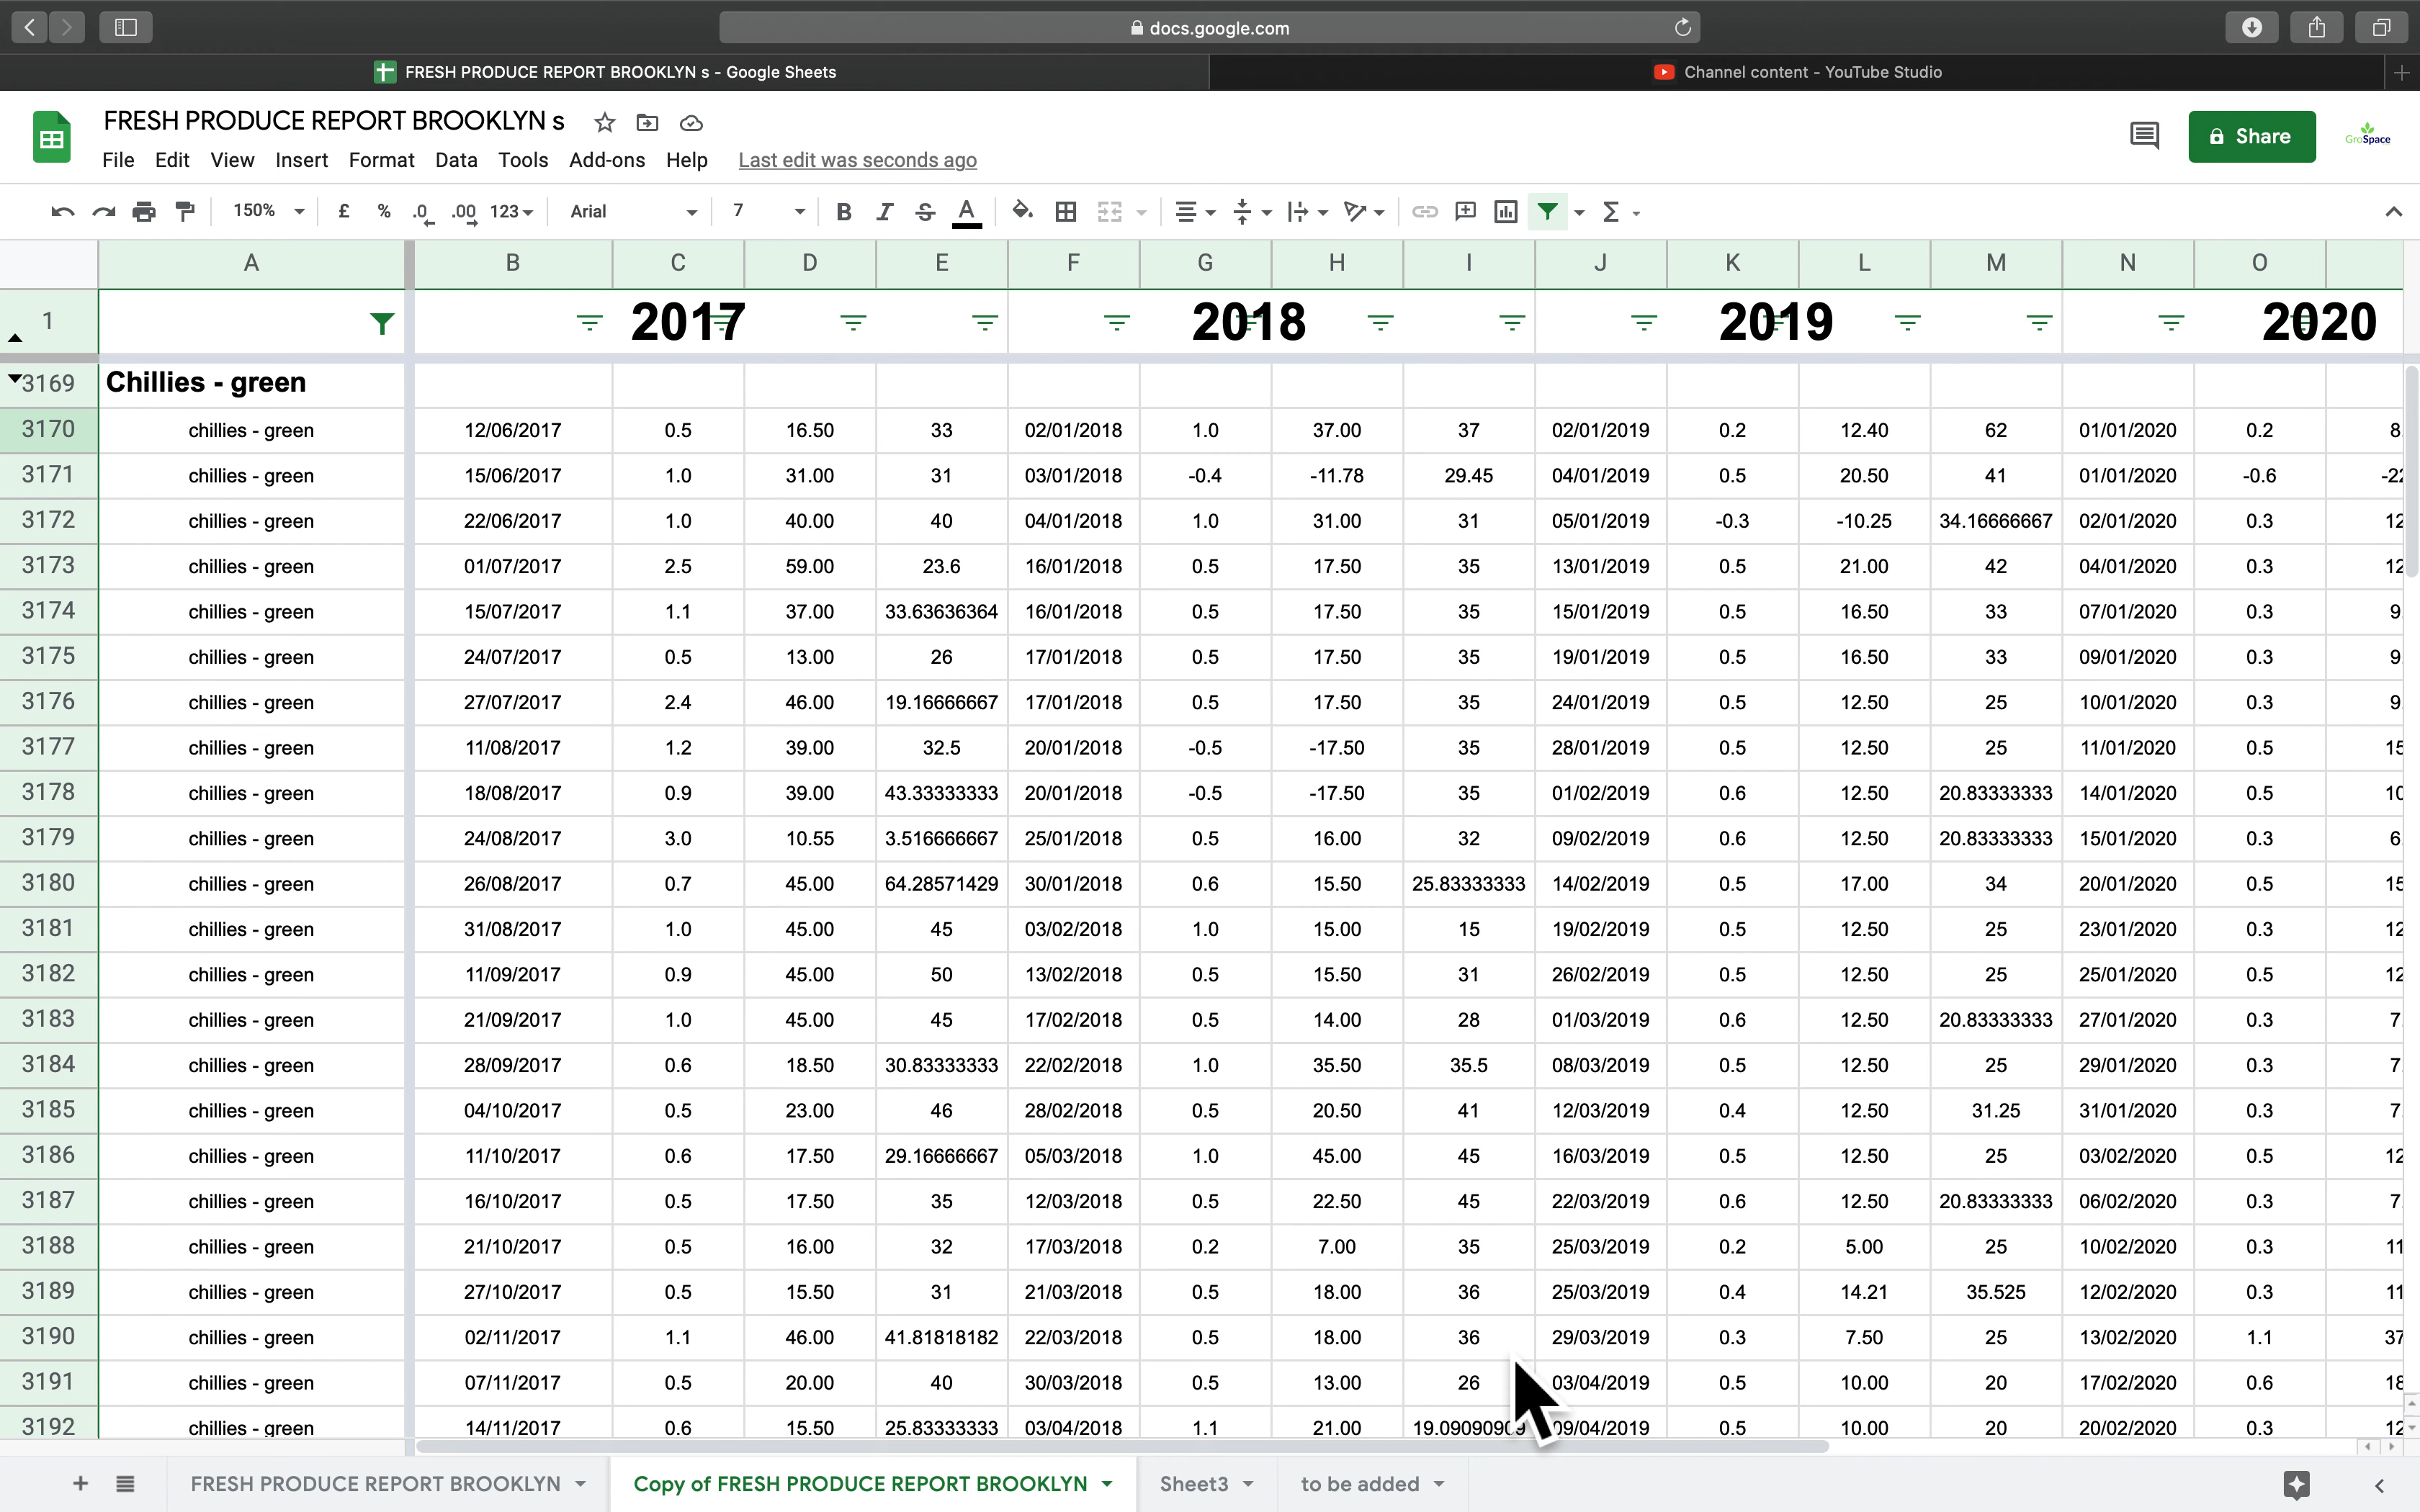 docs.google.com
FRESH PRODUCE REPORT BROOKLYN s - Google Sheets
Channel content - YouTube Studio
FRESH PRODUCE REPORT BROOKLYN s
File Edit View Insert Format Data Tools Add-ons Help Last edit was seconds ago
Share
GroSpace
150% £ % .0 .00 123 Arial 7 B I S A Σ
A B C D E F G H I J K L M N O
1 2017 2018 2019 2020
3169 Chillies - green
3170 chillies - green 12/06/2017 0.5 16.50 33 02/01/2018 1.0 37.00 37 02/01/2019 0.2 12.40 62 01/01/2020 0.2 8
3171 chillies - green 15/06/2017 1.0 31.00 31 03/01/2018 -0.4 -11.78 29.45 04/01/2019 0.5 20.50 41 01/01/2020 -0.6 -22
3172 chillies - green 22/06/2017 1.0 40.00 40 04/01/2018 1.0 31.00 31 05/01/2019 -0.3 -10.25 34.16666667 02/01/2020 0.3 12
3173 chillies - green 01/07/2017 2.5 59.00 23.6 16/01/2018 0.5 17.50 35 13/01/2019 0.5 21.00 42 04/01/2020 0.3 12
3174 chillies - green 15/07/2017 1.1 37.00 33.63636364 16/01/2018 0.5 17.50 35 15/01/2019 0.5 16.50 33 07/01/2020 0.3 9
3175 chillies - green 24/07/2017 0.5 13.00 26 17/01/2018 0.5 17.50 35 19/01/2019 0.5 16.50 33 09/01/2020 0.3 9
3176 chillies - green 27/07/2017 2.4 46.00 19.16666667 17/01/2018 0.5 17.50 35 24/01/2019 0.5 12.50 25 10/01/2020 0.3 9
3177 chillies - green 11/08/2017 1.2 39.00 32.5 20/01/2018 -0.5 -17.50 35 28/01/2019 0.5 12.50 25 11/01/2020 0.5 15
3178 chillies - green 18/08/2017 0.9 39.00 43.33333333 20/01/2018 -0.5 -17.50 35 01/02/2019 0.6 12.50 20.83333333 14/01/2020 0.5 10
3179 chillies - green 24/08/2017 3.0 10.55 3.516666667 25/01/2018 0.5 16.00 32 09/02/2019 0.6 12.50 20.83333333 15/01/2020 0.3 6
3180 chillies - green 26/08/2017 0.7 45.00 64.28571429 30/01/2018 0.6 15.50 25.83333333 14/02/2019 0.5 17.00 34 20/01/2020 0.5 15
3181 chillies - green 31/08/2017 1.0 45.00 45 03/02/2018 1.0 15.00 15 19/02/2019 0.5 12.50 25 23/01/2020 0.3 12
3182 chillies - green 11/09/2017 0.9 45.00 50 13/02/2018 0.5 15.50 31 26/02/2019 0.5 12.50 25 25/01/2020 0.5 12
3183 chillies - green 21/09/2017 1.0 45.00 45 17/02/2018 0.5 14.00 28 01/03/2019 0.6 12.50 20.83333333 27/01/2020 0.3 7
3184 chillies - green 28/09/2017 0.6 18.50 30.83333333 22/02/2018 1.0 35.50 35.5 08/03/2019 0.5 12.50 25 29/01/2020 0.3 7
3185 chillies - green 04/10/2017 0.5 23.00 46 28/02/2018 0.5 20.50 41 12/03/2019 0.4 12.50 31.25 31/01/2020 0.3 7
3186 chillies - green 11/10/2017 0.6 17.50 29.16666667 05/03/2018 1.0 45.00 45 16/03/2019 0.5 12.50 25 03/02/2020 0.5 12
3187 chillies - green 16/10/2017 0.5 17.50 35 12/03/2018 0.5 22.50 45 22/03/2019 0.6 12.50 20.83333333 06/02/2020 0.3 7
3188 chillies - green 21/10/2017 0.5 16.00 32 17/03/2018 0.2 7.00 35 25/03/2019 0.2 5.00 25 10/02/2020 0.3 11
3189 chillies - green 27/10/2017 0.5 15.50 31 21/03/2018 0.5 18.00 36 25/03/2019 0.4 14.21 35.525 12/02/2020 0.3 11
3190 chillies - green 02/11/2017 1.1 46.00 41.81818182 22/03/2018 0.5 18.00 36 29/03/2019 0.3 7.50 25 13/02/2020 1.1 37
3191 chillies - green 07/11/2017 0.5 20.00 40 30/03/2018 0.5 13.00 26 03/04/2019 0.5 10.00 20 17/02/2020 0.6 18
3192 chillies - green 14/11/2017 0.6 15.50 25.83333333 03/04/2018 1.1 21.00 19.09090909 09/04/2019 0.5 10.00 20 20/02/2020 0.3 12
FRESH PRODUCE REPORT BROOKLYN Copy of FRESH PRODUCE REPORT BROOKLYN Sheet3 to be added